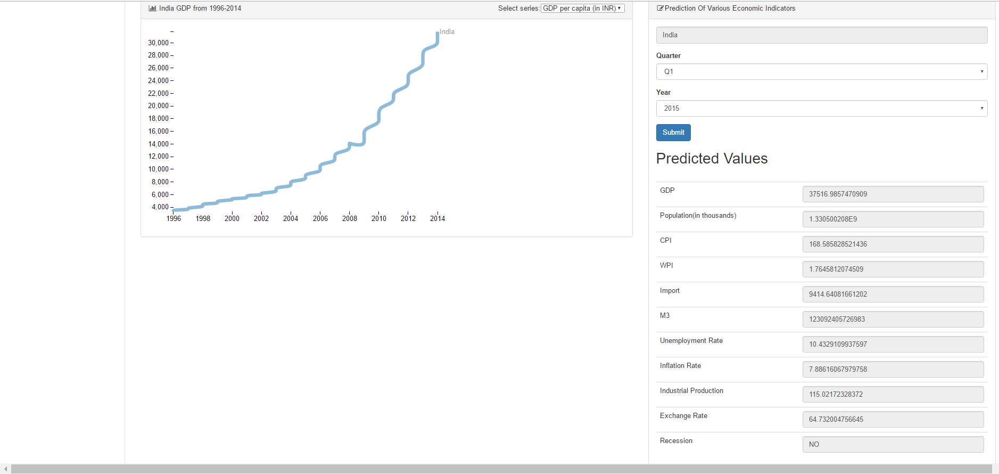 India GDP from 1996-2014
Select series: GDP per capita (in INR)
India
30,000
28,000
26,000
24,000
22,000
20,000
18,000
16,000
14,000
12,000
10,000
8,000
6,000
4,000
1996 1998 2000 2002 2004 2006 2008 2010 2012 2014
Prediction Of Various Economic Indicators
India
Quarter
Q1
Year
2015
Submit
Predicted Values
GDP 37516.9857470909
Population(in thousands) 1.330500208E9
CPI 168.585828521436
WPI 1.7645812074509
Import 9414.64081661202
M3 123092405726983
Unemployment Rate 10.4329109937597
Inflation Rate 7.88616067979758
Industrial Production 115.02172328372
Exchange Rate 64.732004756645
Recession NO